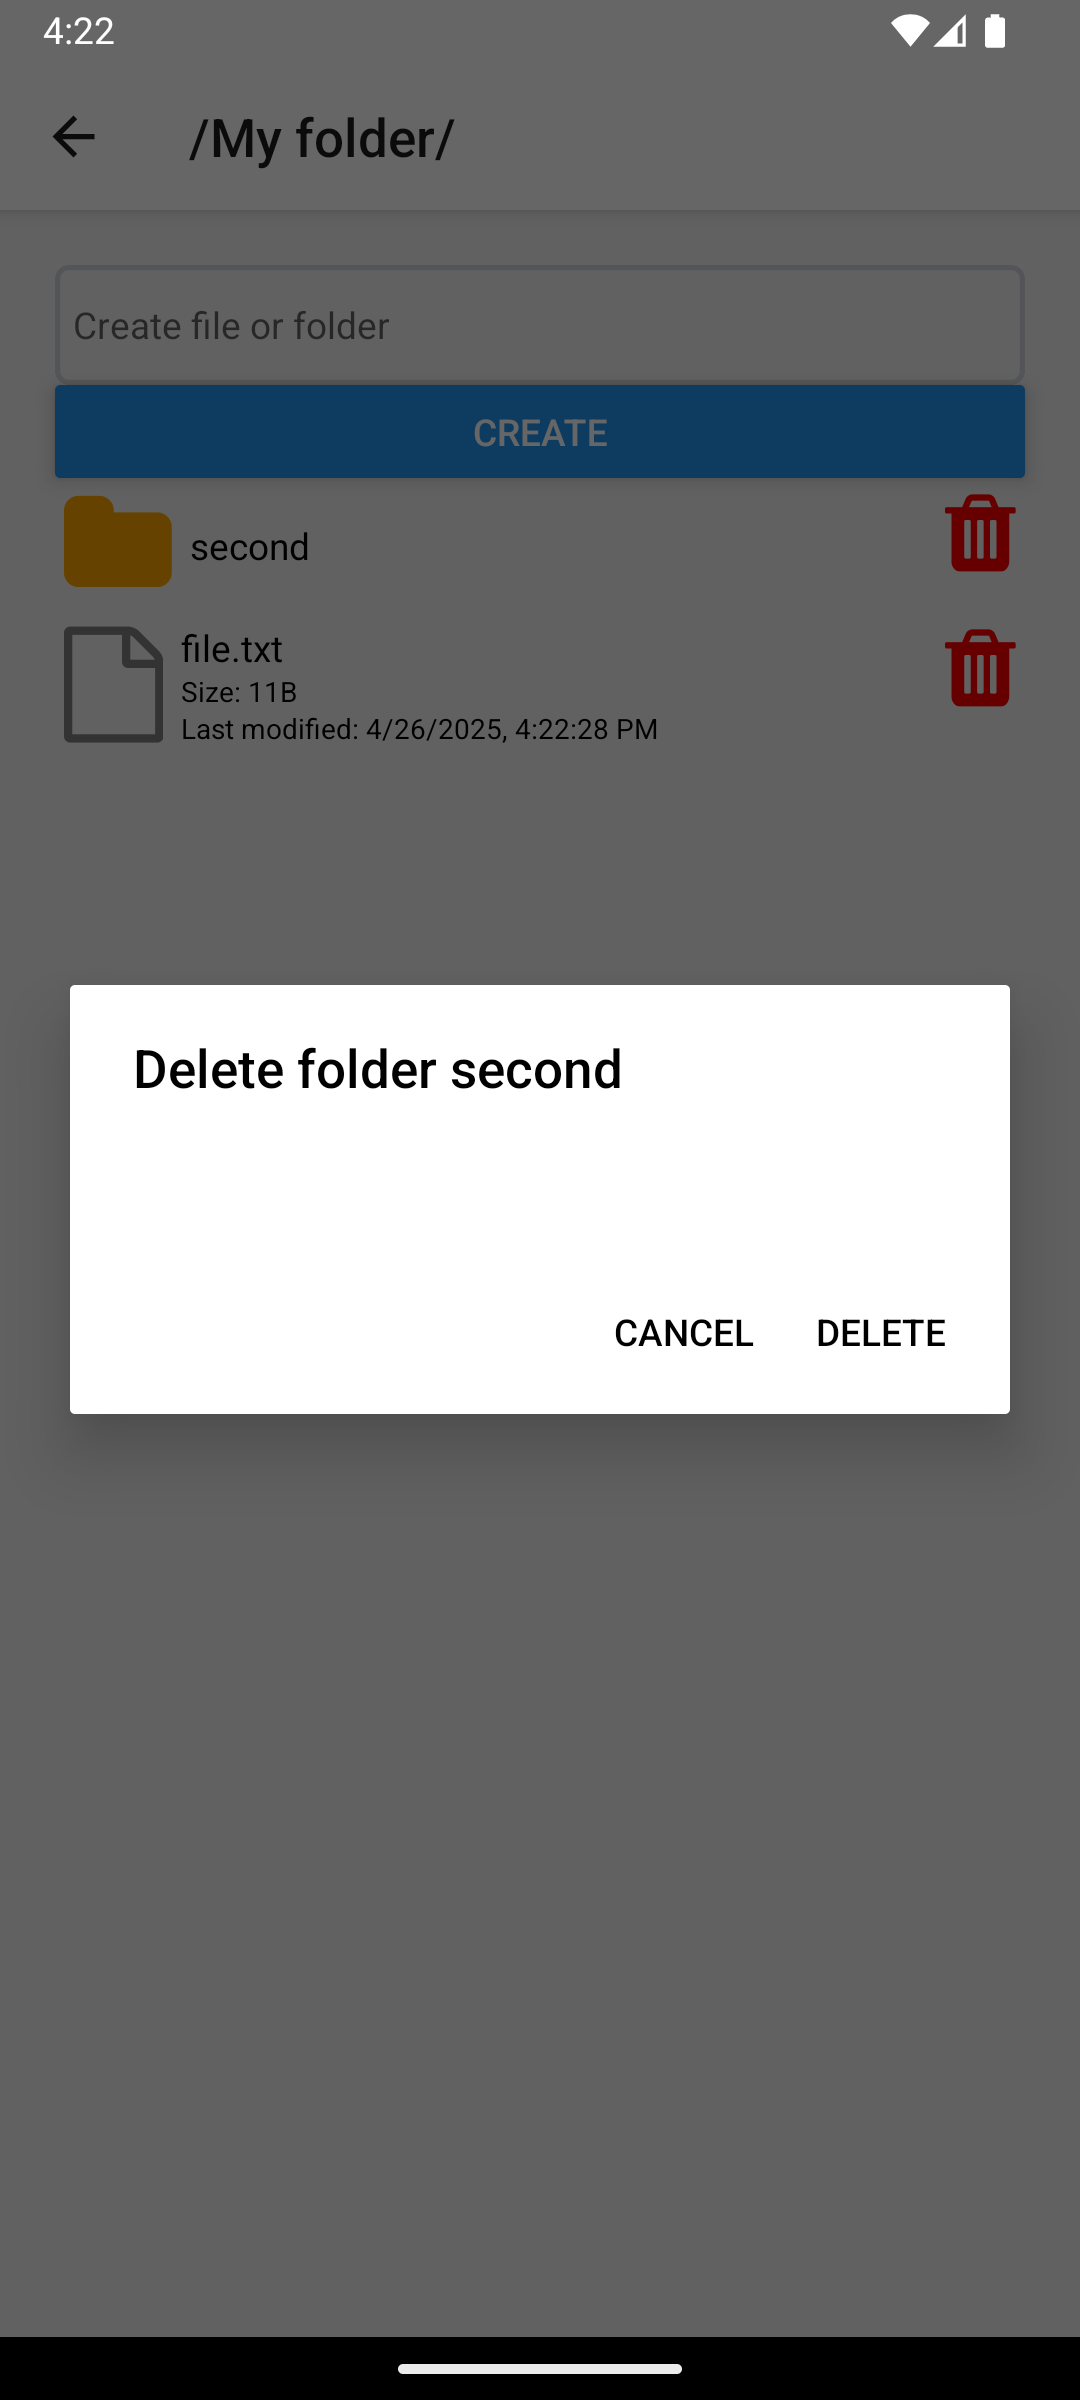 4:22
/My folder/
Create file or folder
CREATE
second
file.txt
Size: 11B
Last modified: 4/26/2025, 4:22:28 PM
Delete folder second
CANCEL DELETE